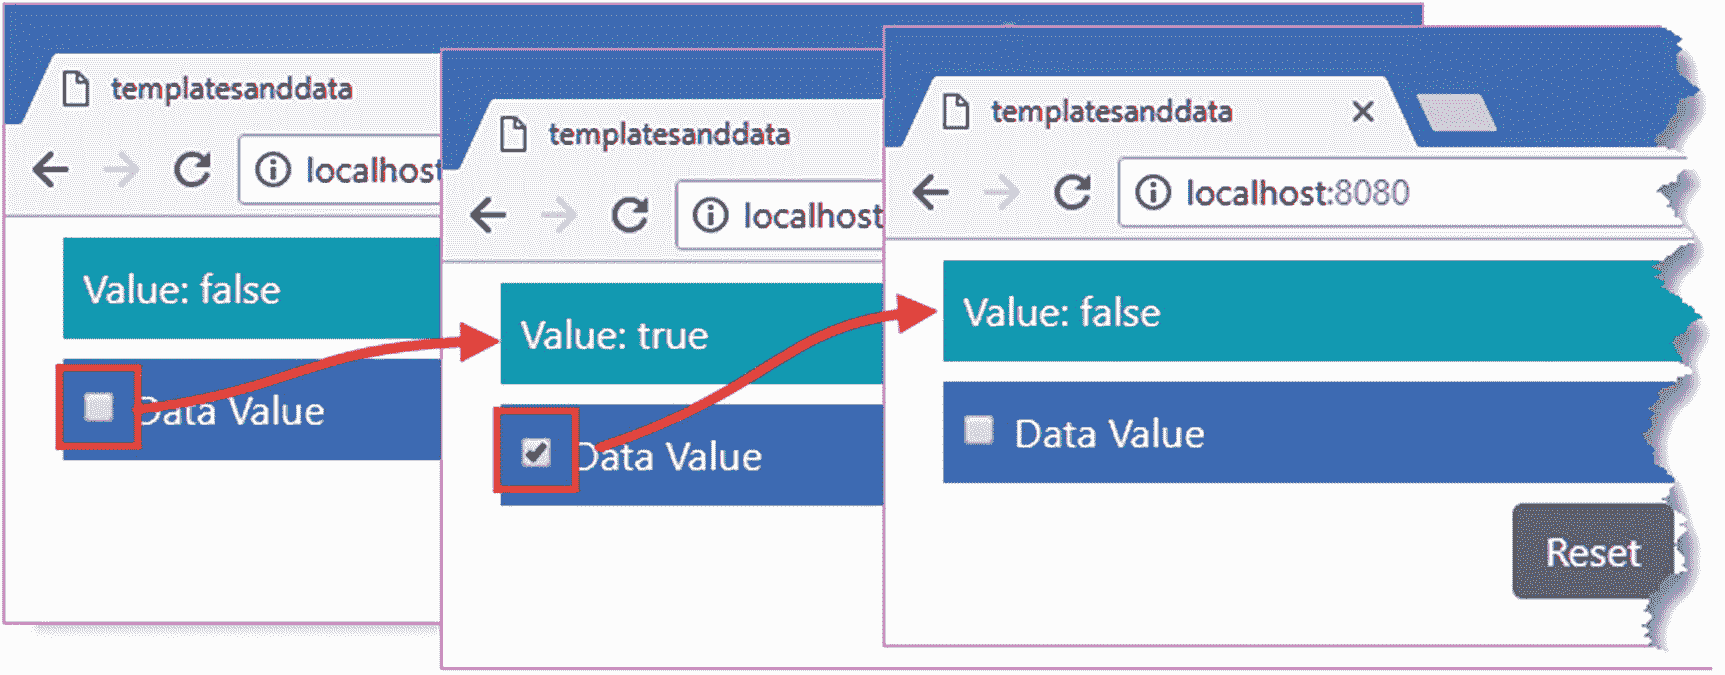 templatesanddata
localhost
Value: false
Data Value
templatesanddata
localhost
Value: true
Data Value
templatesanddata
localhost:8080
Value: false
Data Value
Reset